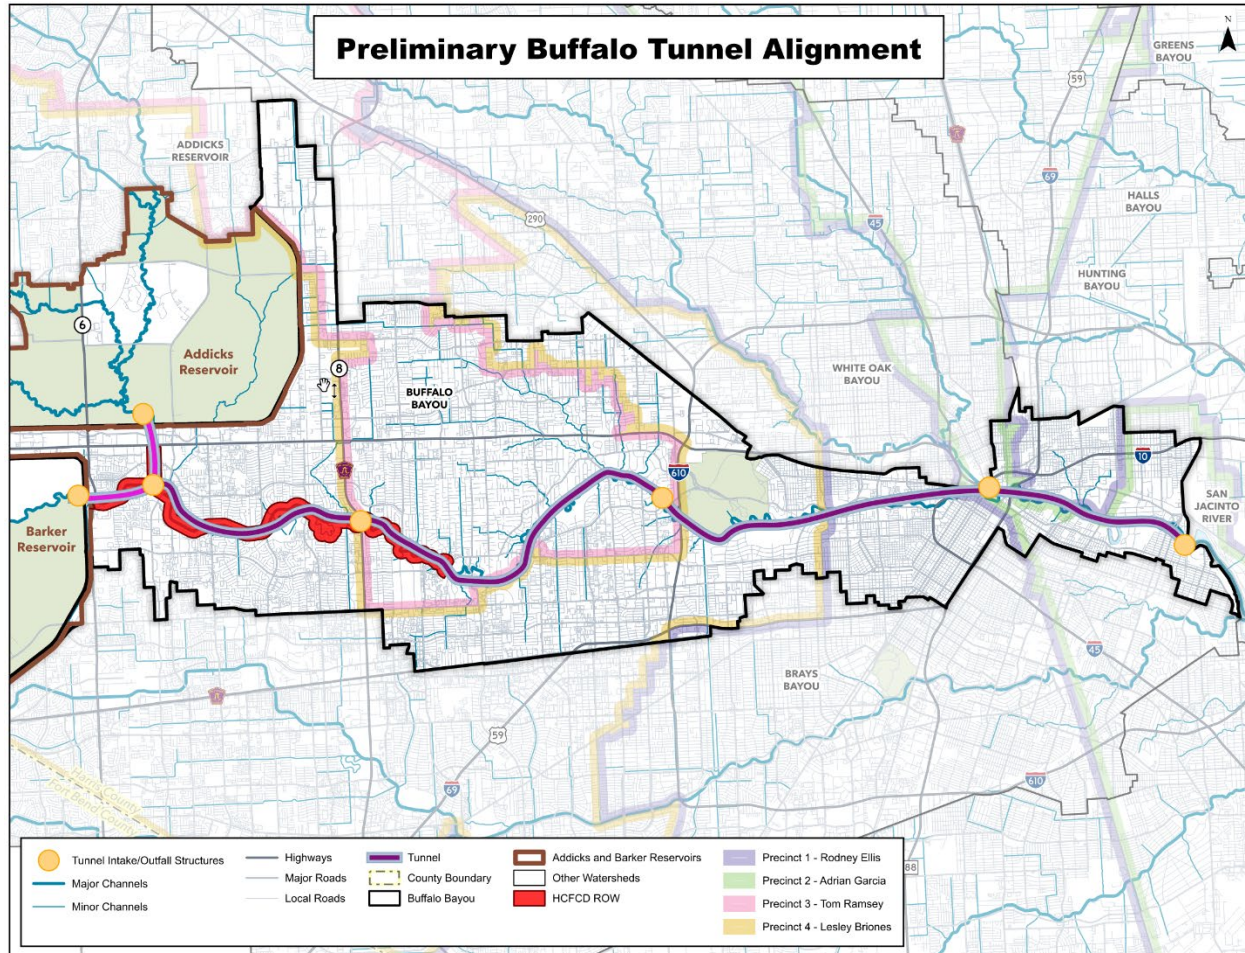 Preliminary Buffalo Tunnel Alignment
N
GREENS
BAYOU
59
ADDICKS
RESERVOIR
69
HALLS
BAYOU
290
45
HUNTING
BAYOU
6
Addicks
Reservoir
8
WHITE OAK
BAYOU
BUFFALO
BAYOU
610
10
SAN
JACINTO
RIVER
Barker
Reservoir
BRAYS
BAYOU
45
59
Harris County
Fort Bend County
69
610
Tunnel Intake/Outfall Structures
Major Channels
Minor Channels
Highways
Major Roads
Local Roads
Tunnel
County Boundary
Buffalo Bayou
Addicks and Barker Reservoirs
Other Watersheds
HCFCD ROW
Precinct 1 - Rodney Ellis
Precinct 2 - Adrian Garcia
Precinct 3 - Tom Ramsey
Precinct 4 - Lesley Briones
88